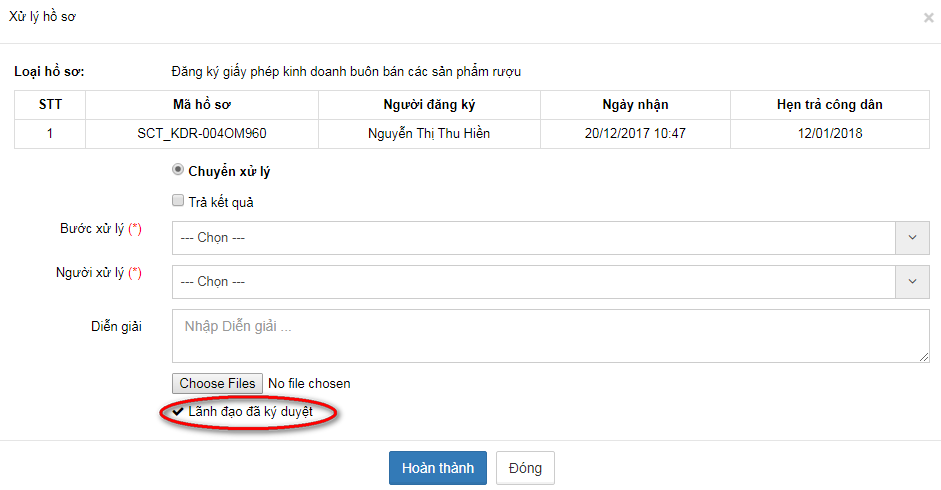 Xử lý hồ sơ ×
Loại hồ sơ: Đăng ký giấy phép kinh doanh buôn bán các sản phẩm rượu
STT Mã hồ sơ Người đăng ký Ngày nhận Hẹn trả công dân
1 SCT_KDR-004OM960 Nguyễn Thị Thu Hiền 20/12/2017 10:47 12/01/2018
Chuyển xử lý
Trả kết quả
Bước xử lý (*) --- Chọn ---
Người xử lý (*) --- Chọn ---
Diễn giải Nhập Diễn giải ...
Choose Files No file chosen
Lãnh đạo đã ký duyệt
Hoàn thành Đóng